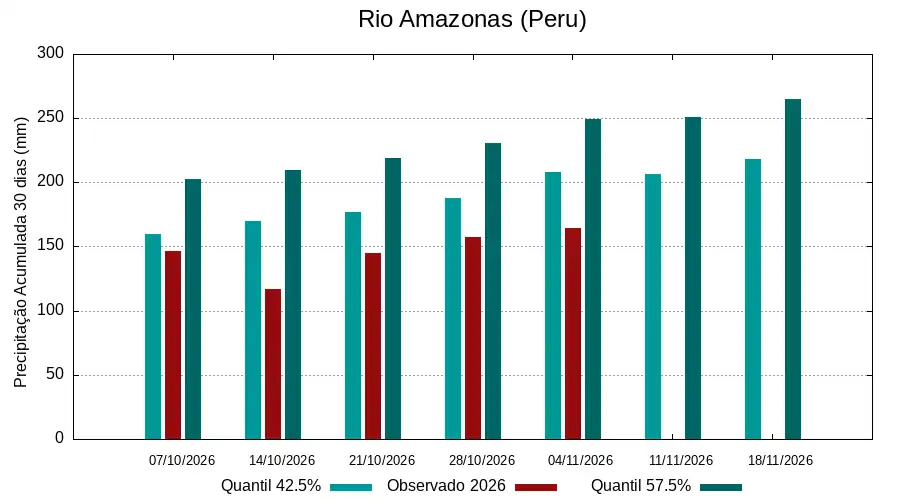 Rio Amazonas (Peru)
Precipitação Acumulada 30 dias (mm)
300
250
200
150
100
50
0
07/10/2026 14/10/2026 21/10/2026 28/10/2026 04/11/2026 11/11/2026 18/11/2026
Quantil 42.5% Observado 2026 Quantil 57.5%